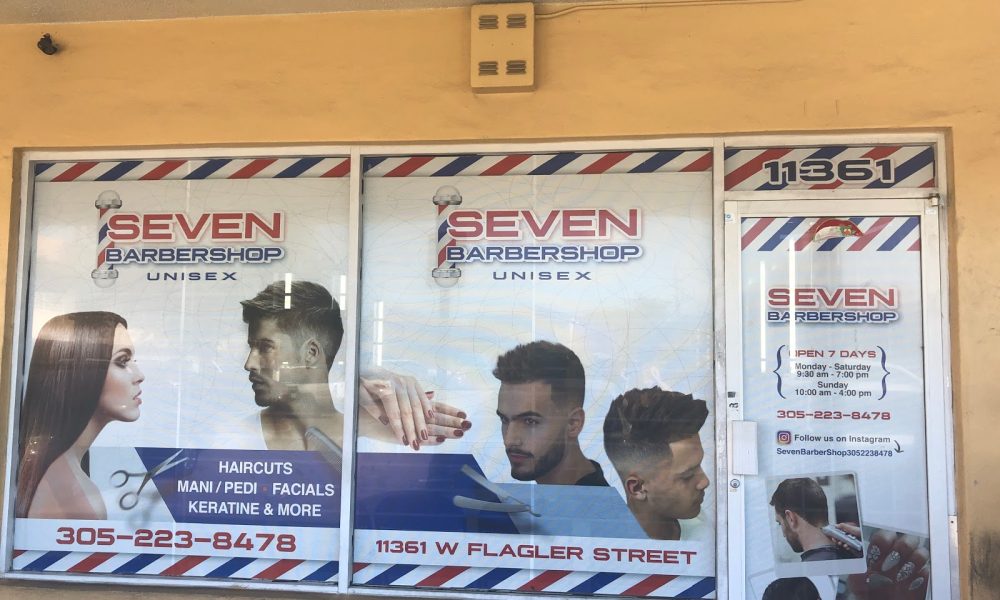 SEVEN
BARBERSHOP
UNISEX
HAIRCUTS
MANI / PEDI • FACIALS
KERATINE & MORE
305-223-8478
SEVEN
BARBERSHOP
UNISEX
11361 W FLAGLER STREET
11361
SEVEN
BARBERSHOP
OPEN 7 DAYS
Monday - Saturday
9:30 am - 7:00 pm
Sunday
10:00 am - 4:00 pm
305-223-8478
Follow us on Instagram
SevenBarberShop3052238478